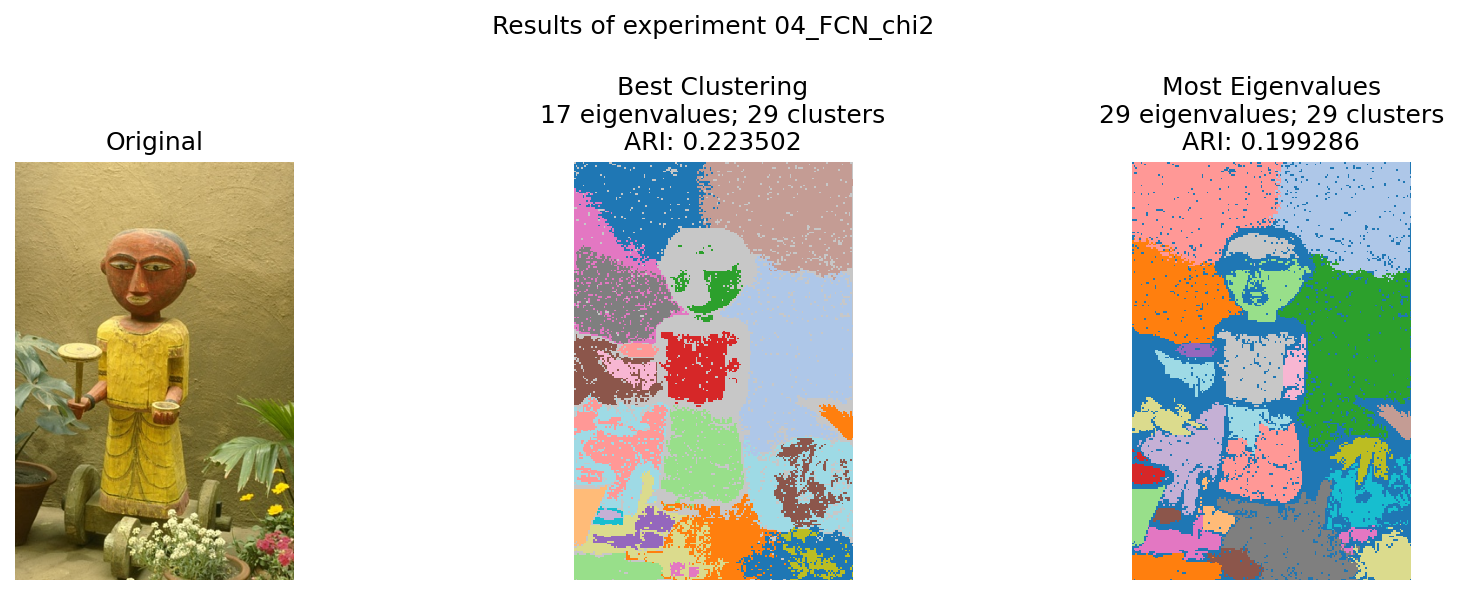 Results of experiment 04_FCN_chi2
Original
Best Clustering
17 eigenvalues; 29 clusters
ARI: 0.223502
Most Eigenvalues
29 eigenvalues; 29 clusters
ARI: 0.199286